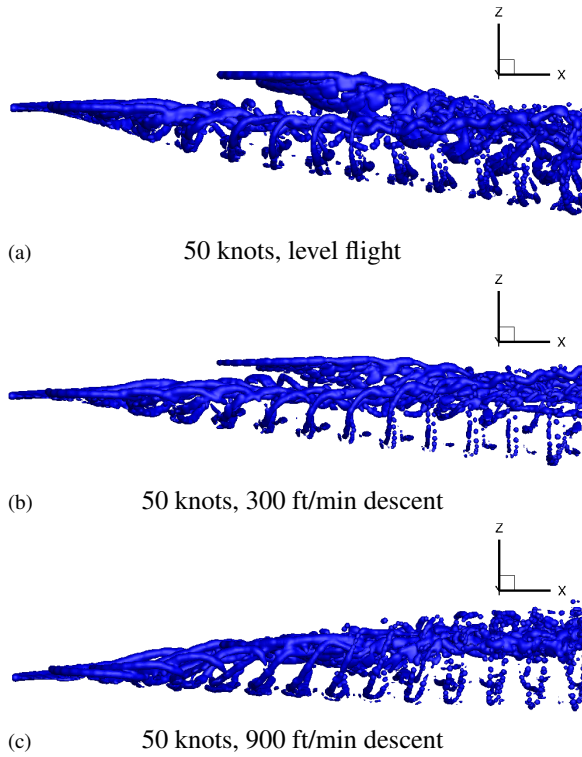 Z
Y
X
(a) 50 knots, level flight
Z
Y
X
(b) 50 knots, 300 ft/min descent
Z
Y
X
(c) 50 knots, 900 ft/min descent